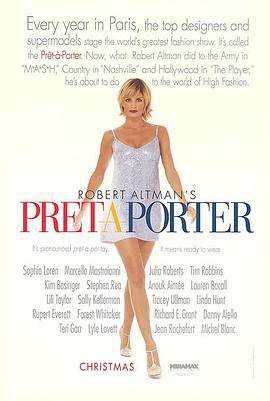 Every year in Paris, the top designers and
supermodels stage the world's greatest fashion show. It's called
the Prêt-à-Porter. Now, what Robert Altman did to the Army in
"M*A*S*H," Country in "Nashville" and Hollywood in "The Player,"
he's about to do to the world of High Fashion.
ROBERT ALTMAN'S
PRET-A-PORTER
It's pronounced pret-a-por-tay. It means ready to wear.
Sophia Loren Marcello Mastroianni Julia Roberts Tim Robbins
Kim Basinger Stephen Rea Anouk Aimée Lauren Bacall
Lili Taylor Sally Kellerman Tracey Ullman Linda Hunt
Rupert Everett Forest Whitaker Richard E. Grant Danny Aiello
Teri Garr Lyle Lovett Jean Rochefort Michel Blanc
CHRISTMAS
MIRAMAX